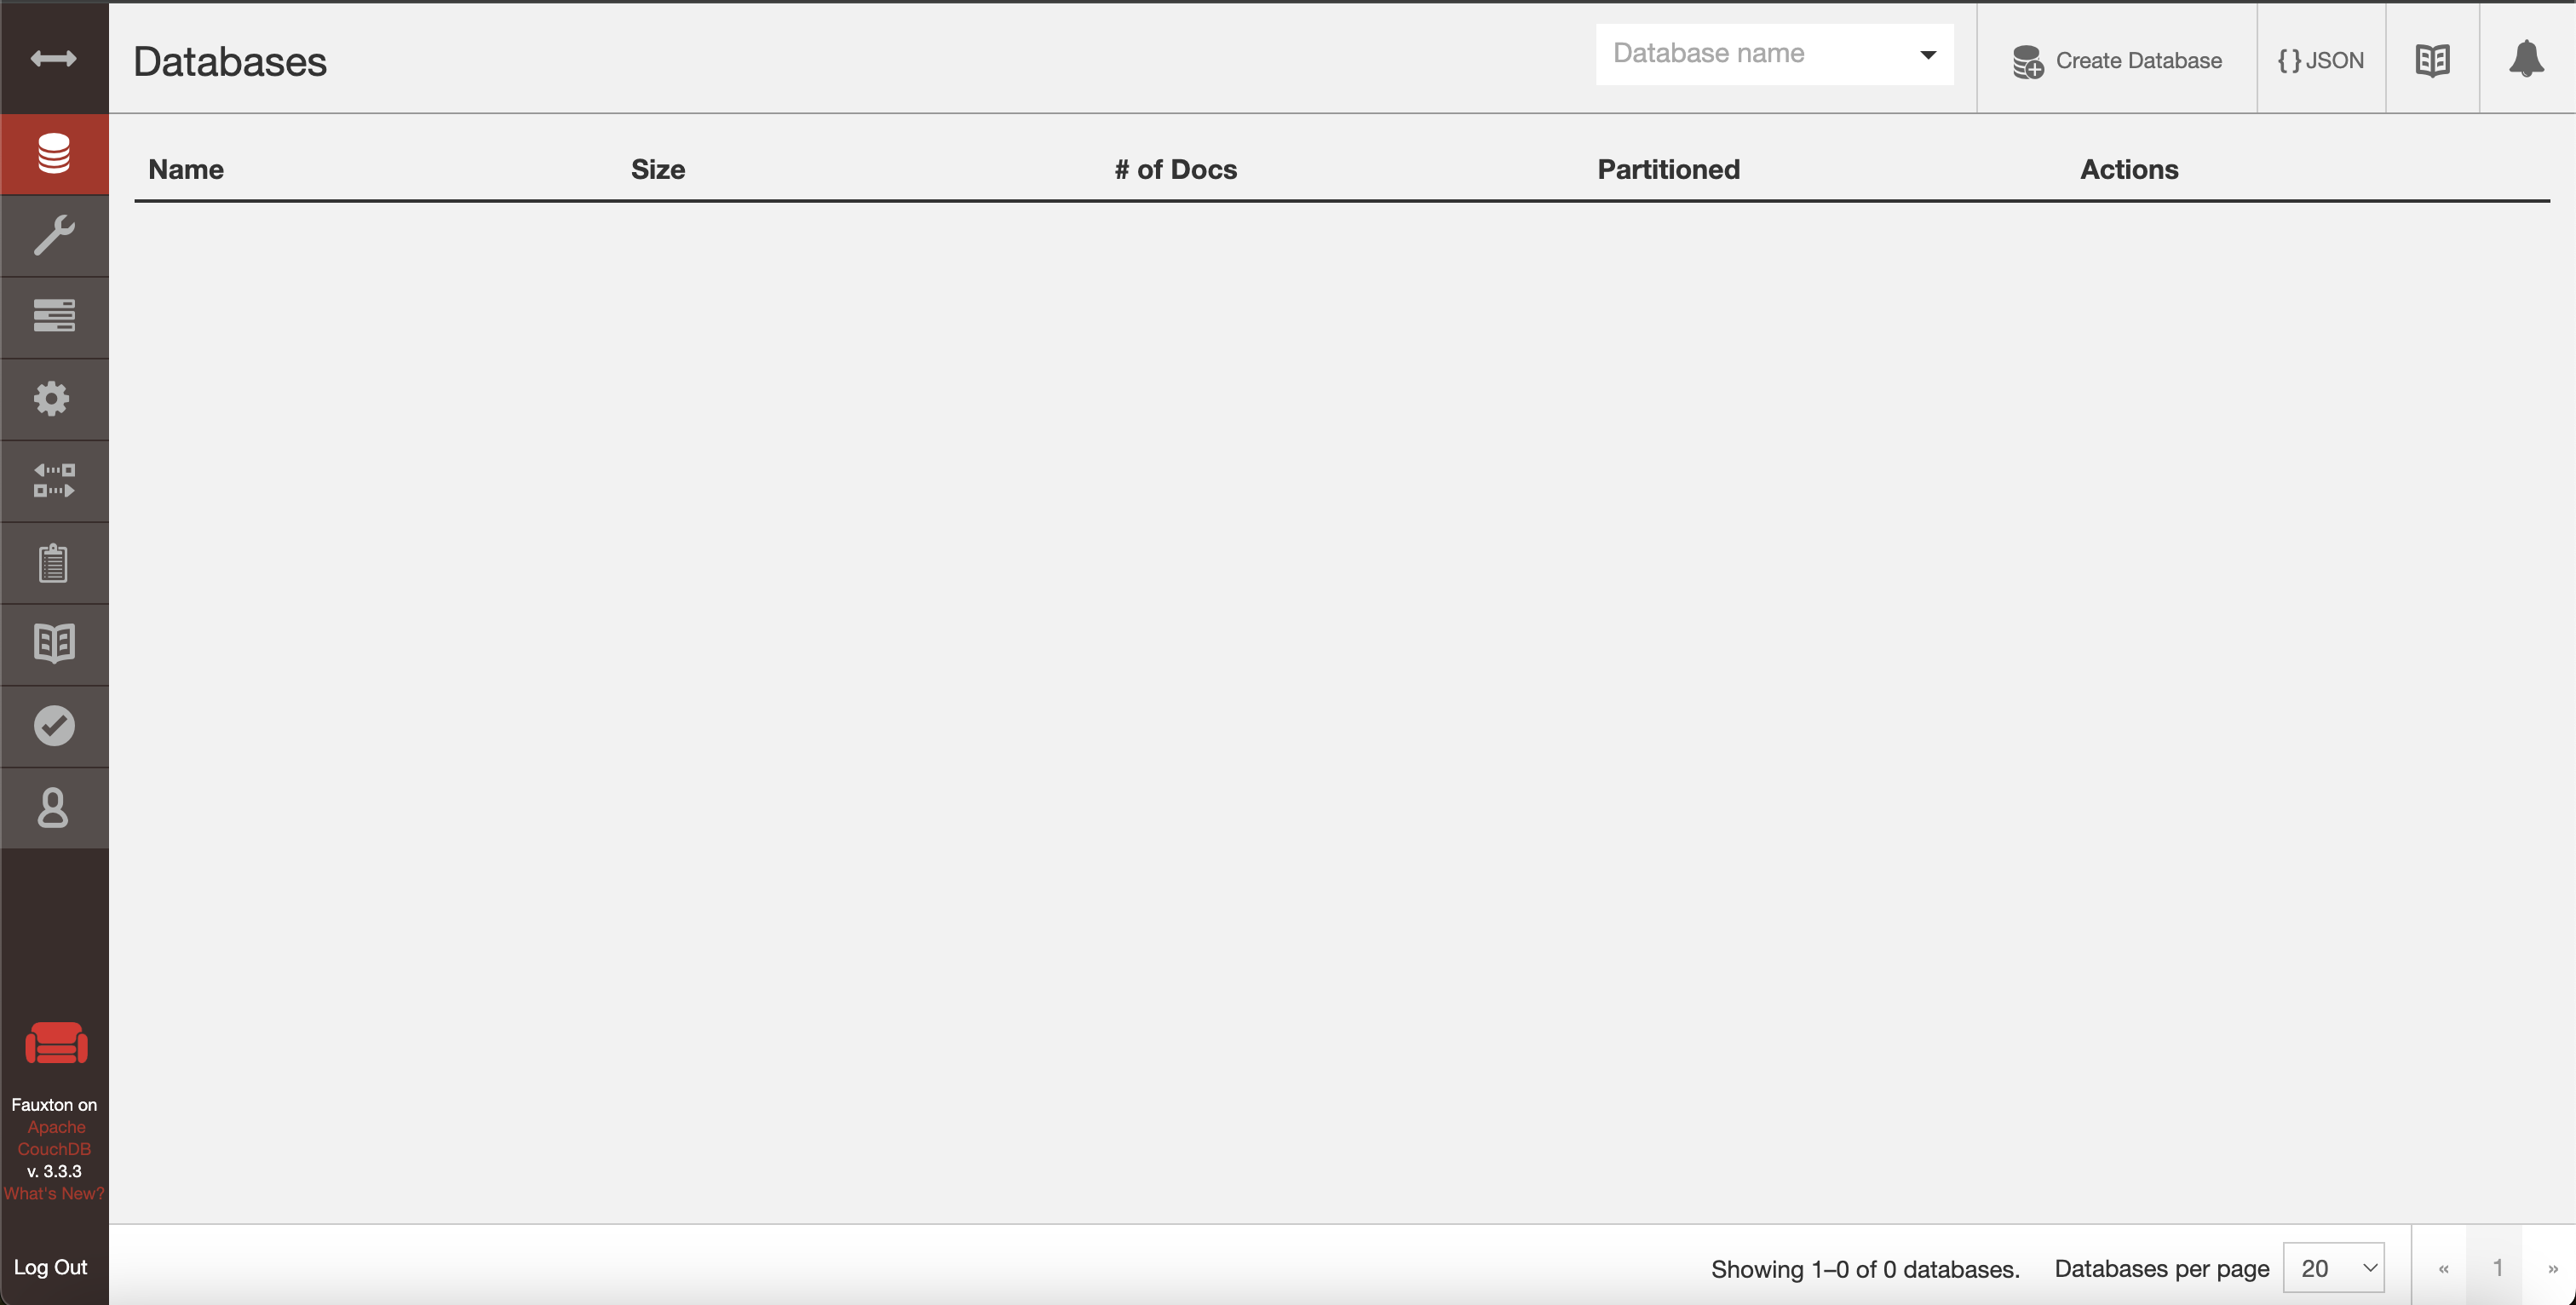 Databases
Database name
Create Database
{ } JSON
Name Size # of Docs Partitioned Actions
Fauxton on
Apache
CouchDB
v. 3.3.3
What's New?
Log Out
Showing 1–0 of 0 databases. Databases per page 20 « 1 »